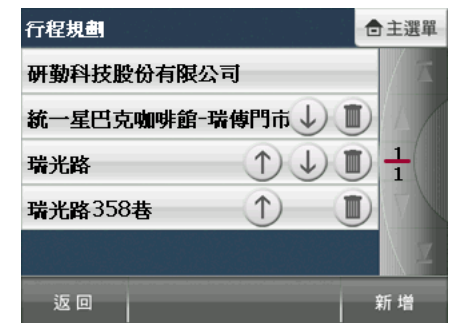 行程規劃
主選單
研勤科技股份有限公司
統一星巴克咖啡館-瑞傳門市
瑞光路
瑞光路358巷
1
1
返回
新增